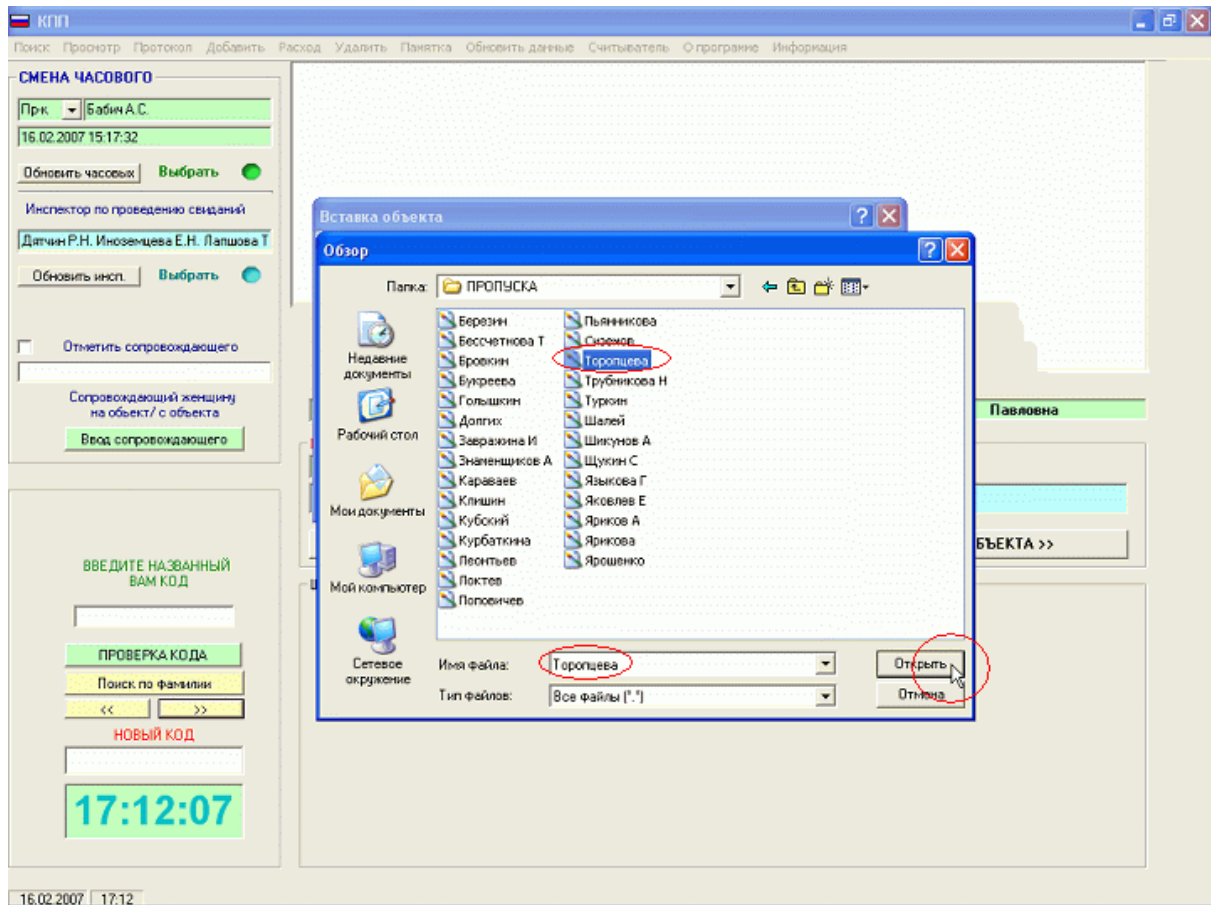 КПП
Поиск Просмотр Протокол Добавить Расход Удалить Памятка Обновить данные Считыватель О програме Информация
СМЕНА ЧАСОВОГО
Пр-к Бабич А.С.
16.02.2007 15:17:32
Обновить часовых Выбрать
Инспектор по проведению свиданий
Дятчин Р.Н. Иноземцева Е.Н. Лапшова Т
Обновить инсп. Выбрать
Отметить сопровождающего
Сопровождающий женщину
на объект/ с объекта
Ввод сопровождающего
ВВЕДИТЕ НАЗВАННЫЙ
ВАМ КОД
ПРОВЕРКА КОДА
Поиск по фамилии
<< >>
НОВЫЙ КОД
17:12:07
16.02.2007 17:12
Вставка объекта
Обзор
Папка: ПРОПУСКА
Недавние
документы
Рабочий стол
Мои документы
Мой компьютер
Сетевое
окружение
Березин
Бессчетнова Т
Бровкин
Букреева
Голышкин
Долгих
Завражина И
Знаменщиков А
Караваев
Клишин
Кубский
Курбаткина
Леонтьев
Локтев
Поповичев
Пьянникова
Сиземов
Торопцева
Трубникова Н
Туркин
Шалей
Шикунов А
Щукин С
Языкова Г
Яковлев Е
Яриков А
Ярикова
Ярошенко
Имя файла: Торопцева Открыть
Тип файлов: Все файлы (*.*) Отмена
Павловна
БЪЕКТА >>